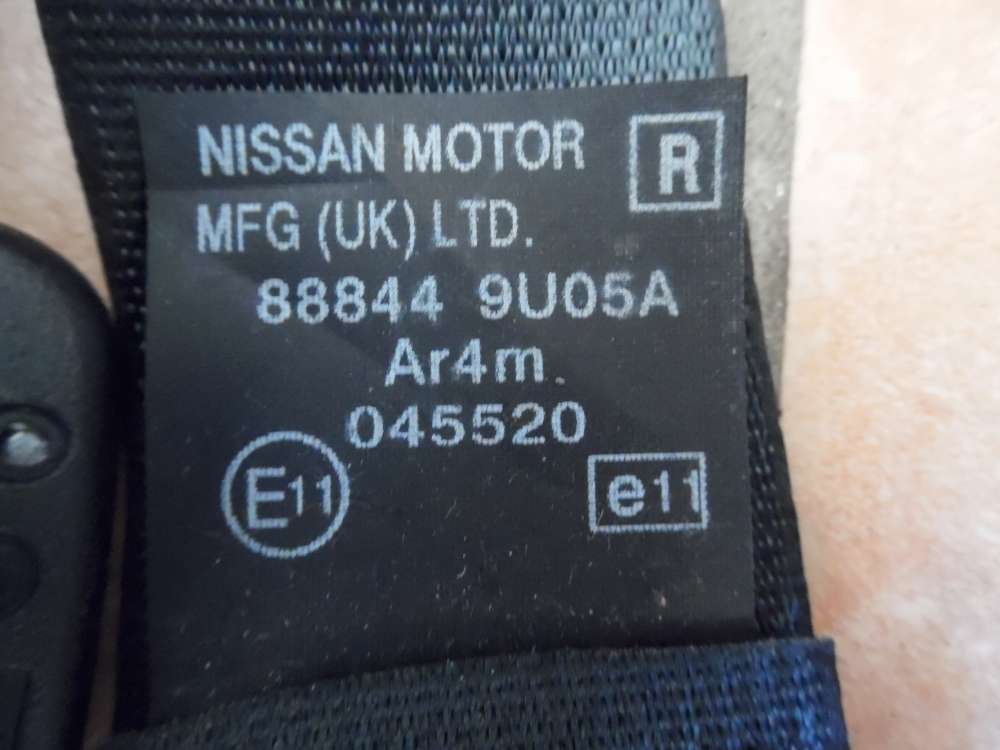 NISSAN MOTOR R
MFG (UK) LTD.
88844 9U05A
Ar4m
045520
E11 e11